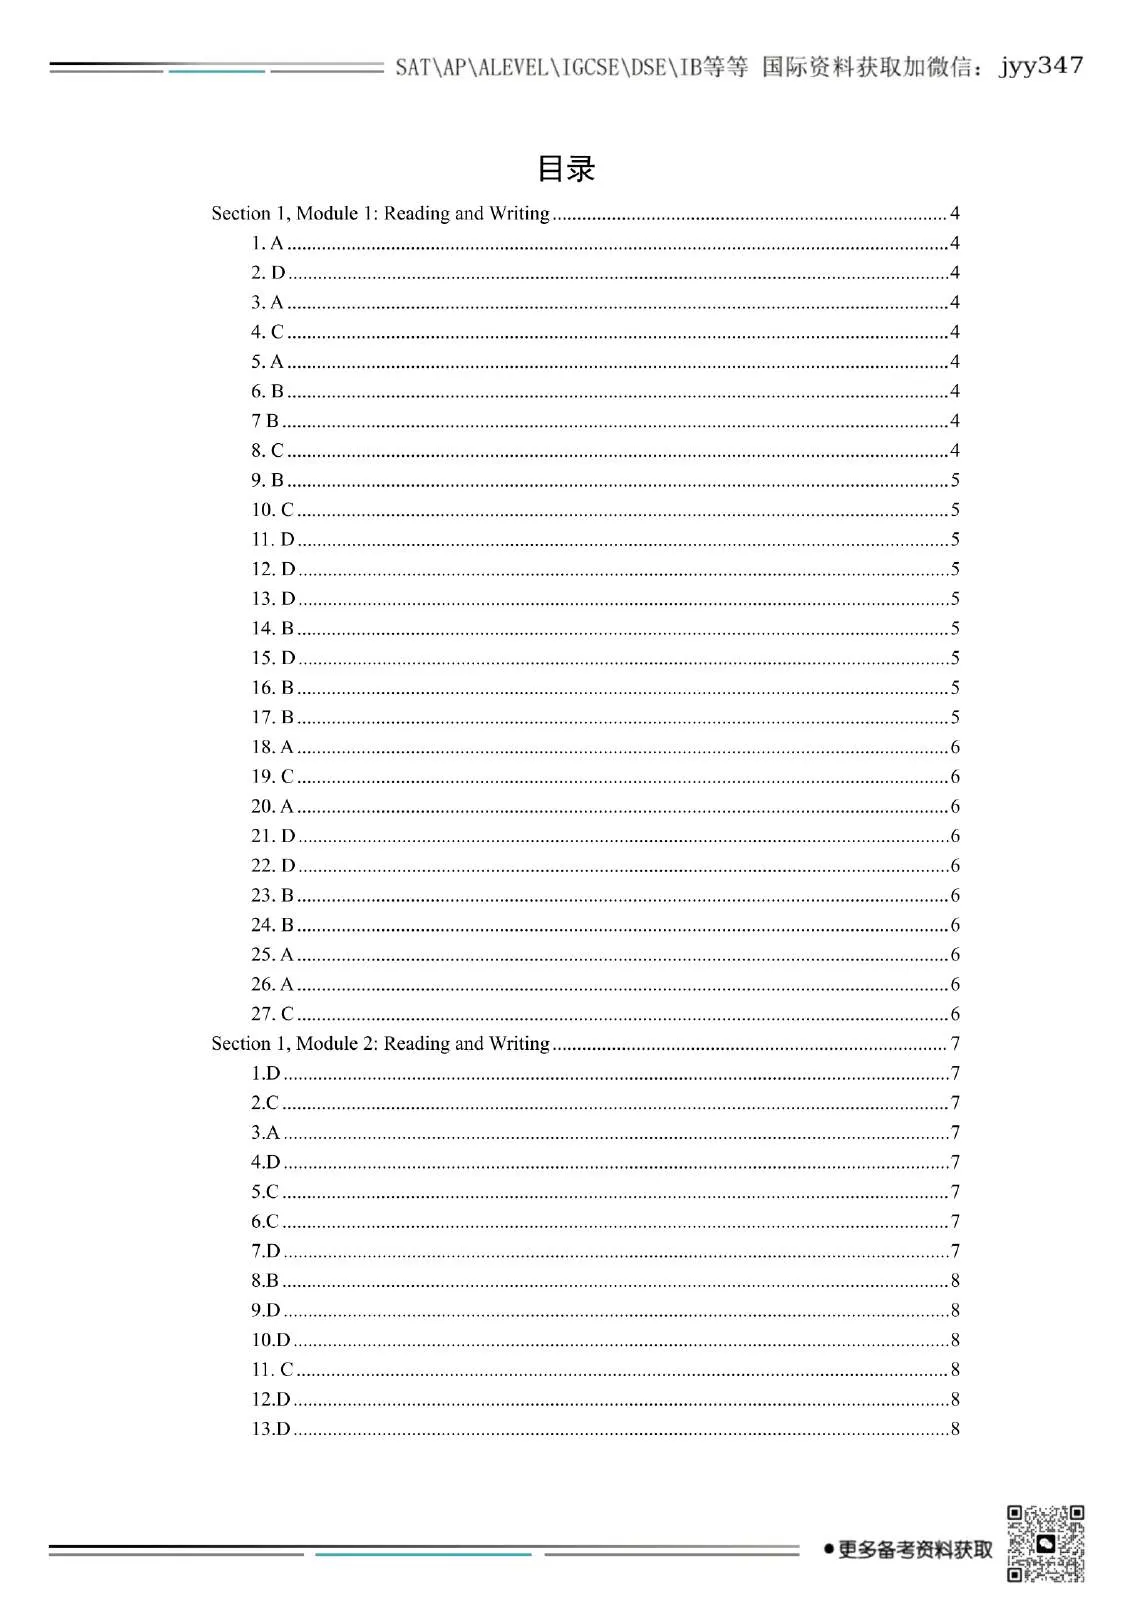 SAT\AP\ALEVEL\IGCSE\DSE\IB等等 国际资料获取加微信：jyy347
目录
Section 1, Module 1: Reading and Writing 4
1. A 4
2. D 4
3. A 4
4. C 4
5. A 4
6. B 4
7 B 4
8. C 4
9. B 5
10. C 5
11. D 5
12. D 5
13. D 5
14. B 5
15. D 5
16. B 5
17. B 5
18. A 6
19. C 6
20. A 6
21. D 6
22. D 6
23. B 6
24. B 6
25. A 6
26. A 6
27. C 6
Section 1, Module 2: Reading and Writing 7
1.D 7
2.C 7
3.A 7
4.D 7
5.C 7
6.C 7
7.D 7
8.B 8
9.D 8
10.D 8
11. C 8
12.D 8
13.D 8
●更多备考资料获取